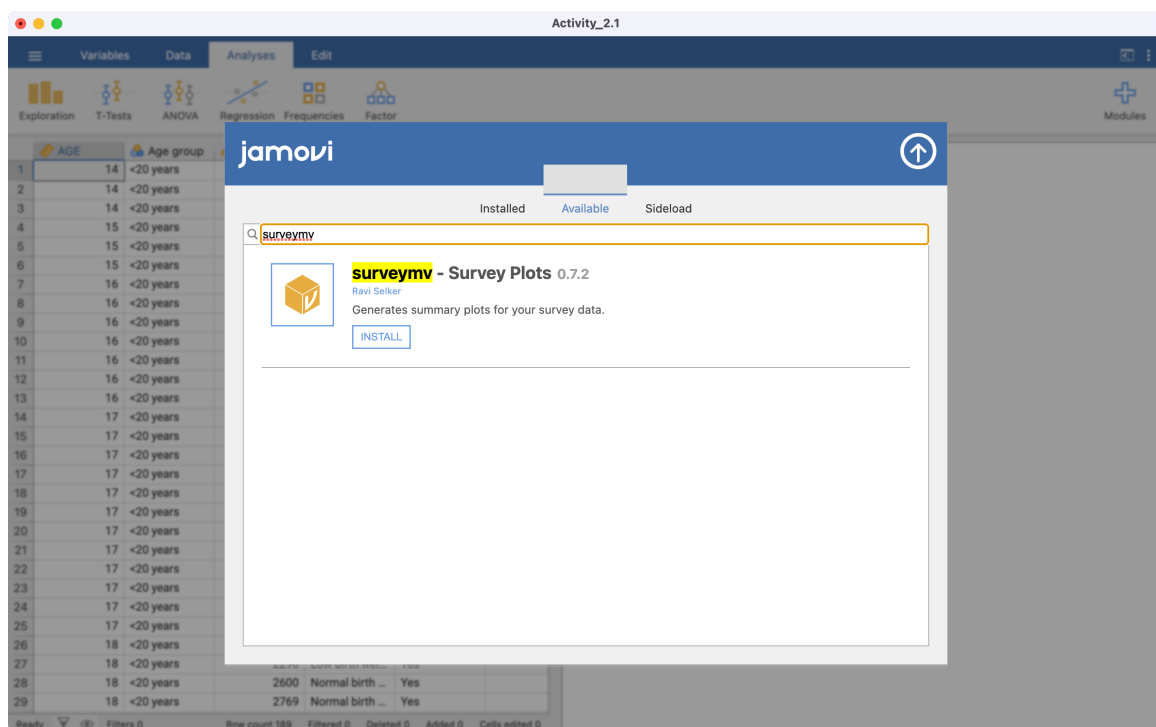 Activity_2.1
Variables Data Analyses Edit
Exploration T-Tests ANOVA Regression Frequencies Factor Modules
jamovi
Installed Available Sideload
surveymv
surveymv - Survey Plots 0.7.2
Ravi Selker
Generates summary plots for your survey data.
INSTALL
AGE Age group
1 14 <20 years
2 14 <20 years
3 14 <20 years
4 15 <20 years
5 15 <20 years
6 15 <20 years
7 16 <20 years
8 16 <20 years
9 16 <20 years
10 16 <20 years
11 16 <20 years
12 16 <20 years
13 16 <20 years
14 17 <20 years
15 17 <20 years
16 17 <20 years
17 17 <20 years
18 17 <20 years
19 17 <20 years
20 17 <20 years
21 17 <20 years
22 17 <20 years
23 17 <20 years
24 17 <20 years
25 17 <20 years
26 18 <20 years
27 18 <20 years
28 18 <20 years 2600 Normal birth ... Yes
29 18 <20 years 2769 Normal birth ... Yes
Ready Filters 0 Row count 189 Filtered 0 Deleted 0 Added 0 Cells edited 0